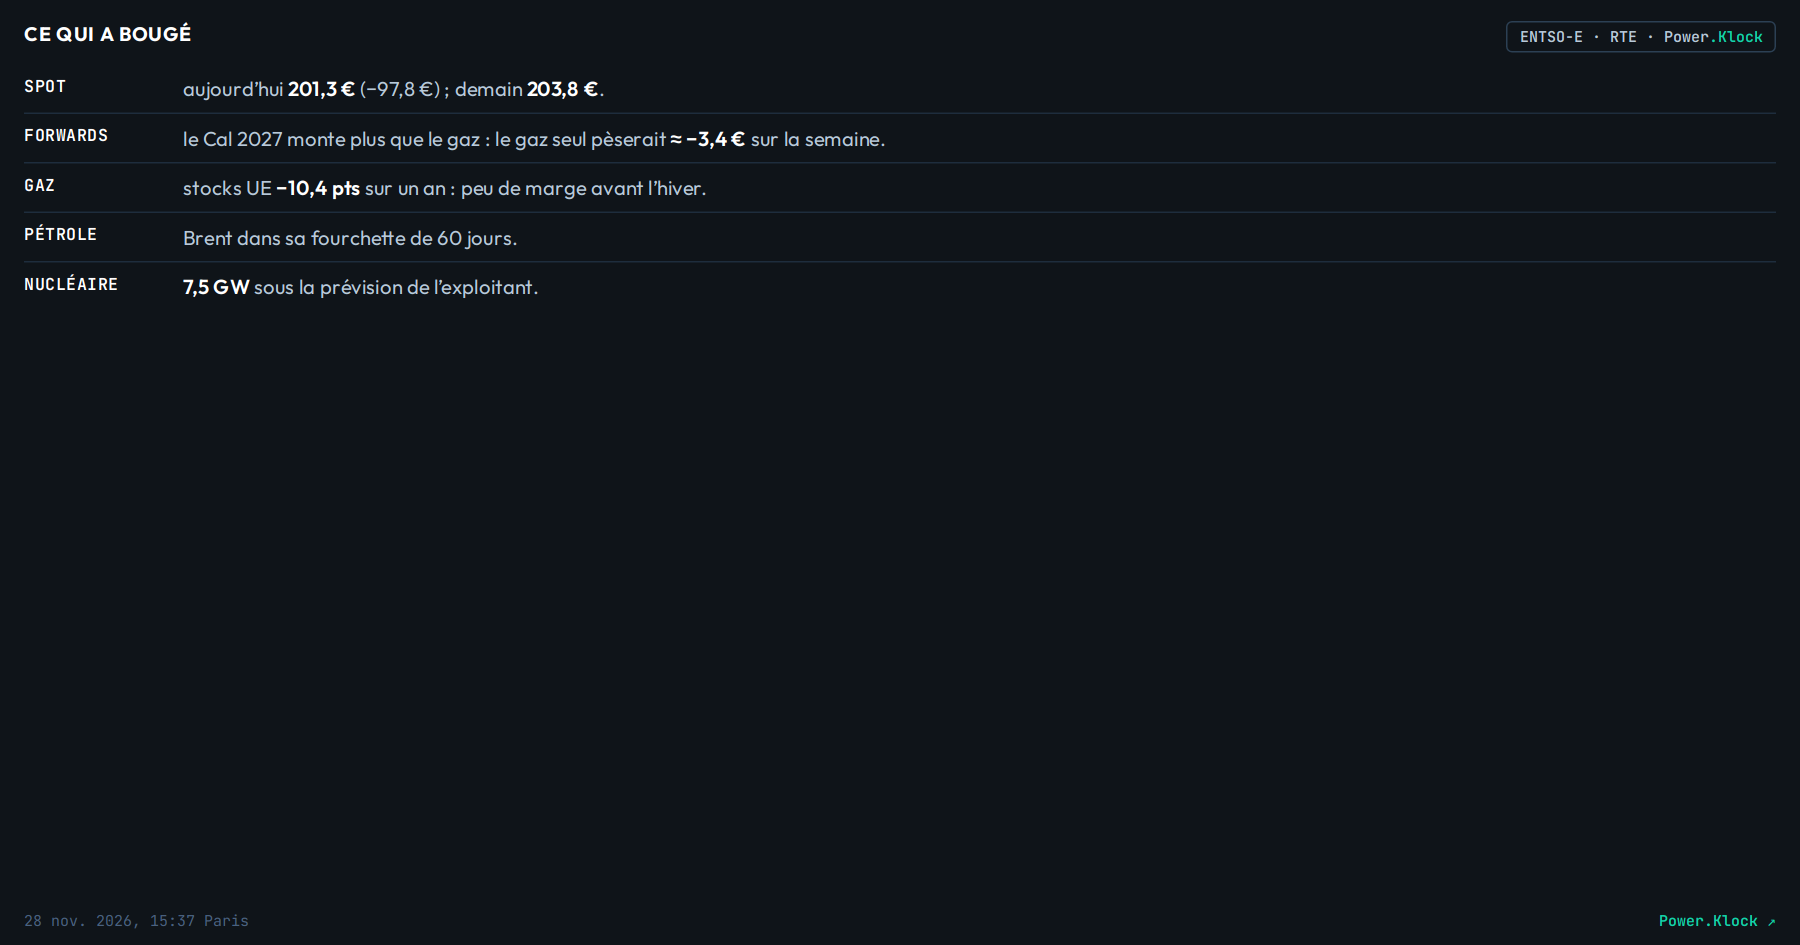 CE QUI A BOUGÉ
ENTSO-E · RTE · Power.Klock
SPOT aujourd’hui 201,3 € (−97,8 €) ; demain 203,8 €.
FORWARDS le Cal 2027 monte plus que le gaz : le gaz seul pèserait ≈ −3,4 € sur la semaine.
GAZ stocks UE −10,4 pts sur un an : peu de marge avant l’hiver.
PÉTROLE Brent dans sa fourchette de 60 jours.
NUCLÉAIRE 7,5 GW sous la prévision de l’exploitant.
28 nov. 2026, 15:37 Paris
Power.Klock ↗